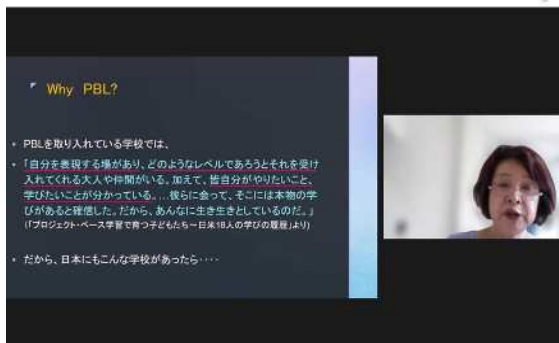 Why PBL?
• PBLを取り入れている学校では、
• 「自分を表現する場があり、どのようなレベルであろうとそれを受け
入れてくれる大人や仲間がいる。加えて、皆自分がやりたいこと、
学びたいことが分かっている。…彼らに会って、そこには本物の学
びがあると確信した。だから、あんなに生き生きとしているのだ。」
(「プロジェクト・ベース学習で育つ子どもたち~日米18人の学びの履歴」より)
• だから、日本にもこんな学校があったら‥‥